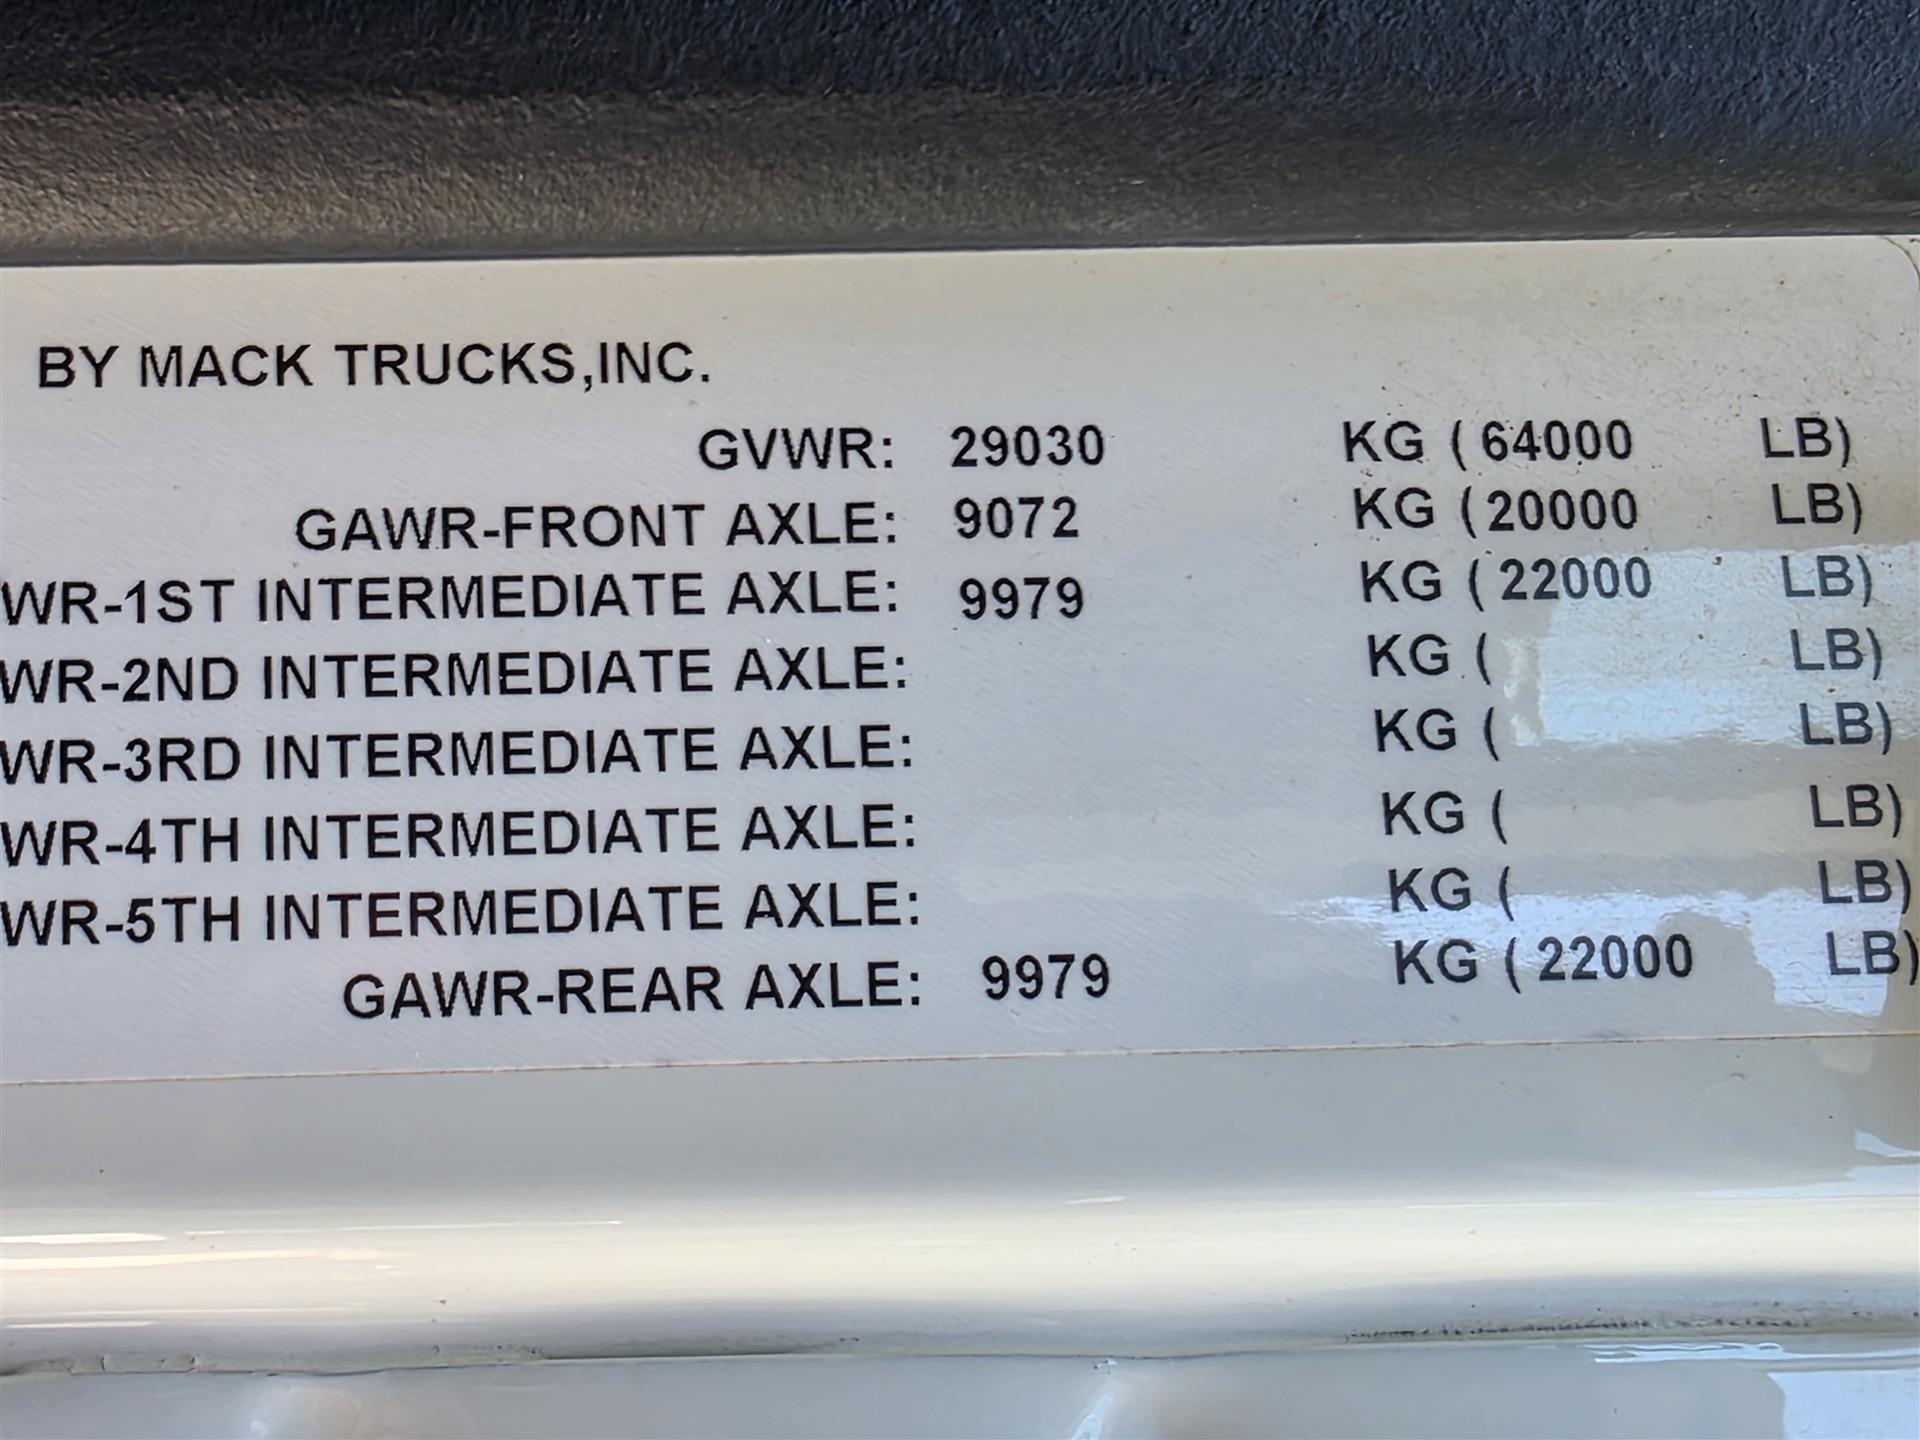 BY MACK TRUCKS,INC.
GVWR: 29030 KG (64000 LB)
GAWR-FRONT AXLE: 9072 KG (20000 LB)
WR-1ST INTERMEDIATE AXLE: 9979 KG (22000 LB)
WR-2ND INTERMEDIATE AXLE: KG ( LB)
WR-3RD INTERMEDIATE AXLE: KG ( LB)
WR-4TH INTERMEDIATE AXLE: KG ( LB)
WR-5TH INTERMEDIATE AXLE: KG ( LB)
GAWR-REAR AXLE: 9979 KG (22000 LB)